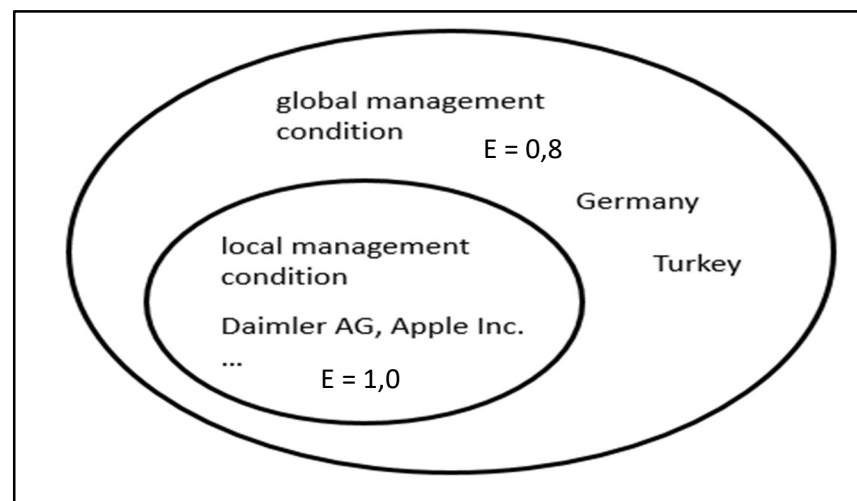 global management
condition
E = 0,8
Germany
Turkey
local management
condition
Daimler AG, Apple Inc.
...
E = 1,0